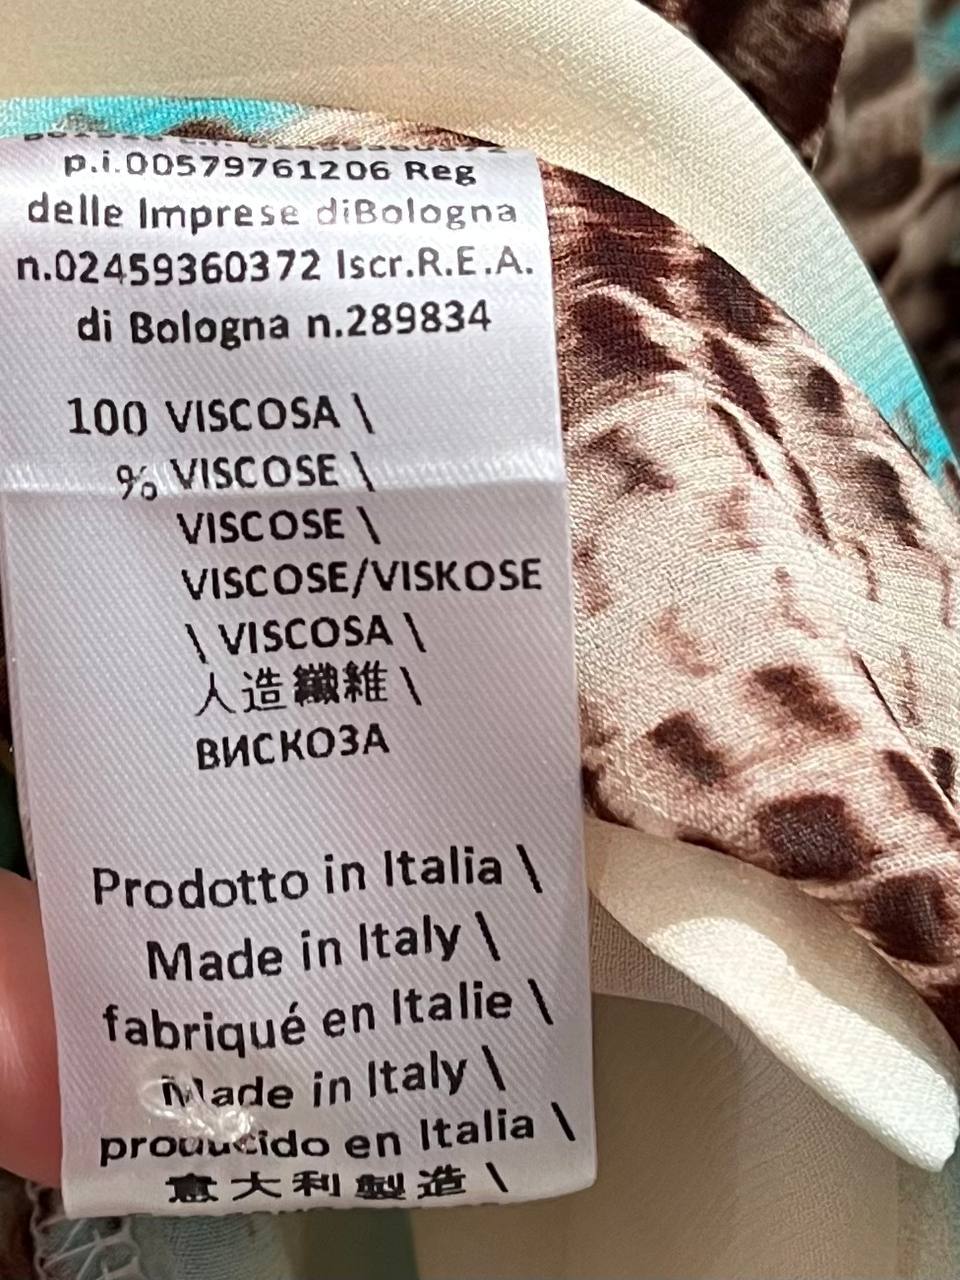 p.i.00579761206 Reg
delle Imprese diBologna
n.02459360372 Iscr.R.E.A.
di Bologna n.289834
100 VISCOSA \
% VISCOSE \
VISCOSE \
VISCOSE/VISKOSE
\ VISCOSA \
人造纖維 \
ВИСКОЗА
Prodotto in Italia \
Made in Italy \
fabriqué en Italie \
Made in Italy \
producido en Italia \
意大利製造 \